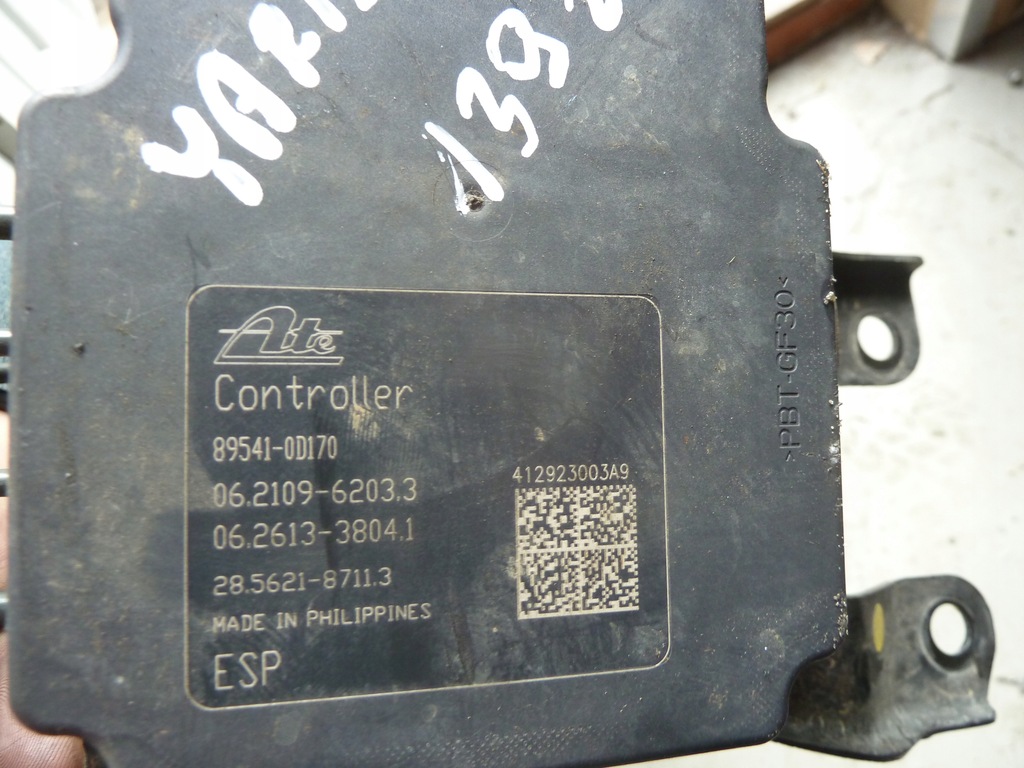 139
Ate
Controller
89541-0D170
06.2109-6203.3
06.2613-3804.1
28.5621-8711.3
MADE IN PHILIPPINES
ESP
412923003A9
>PBT-GF30<